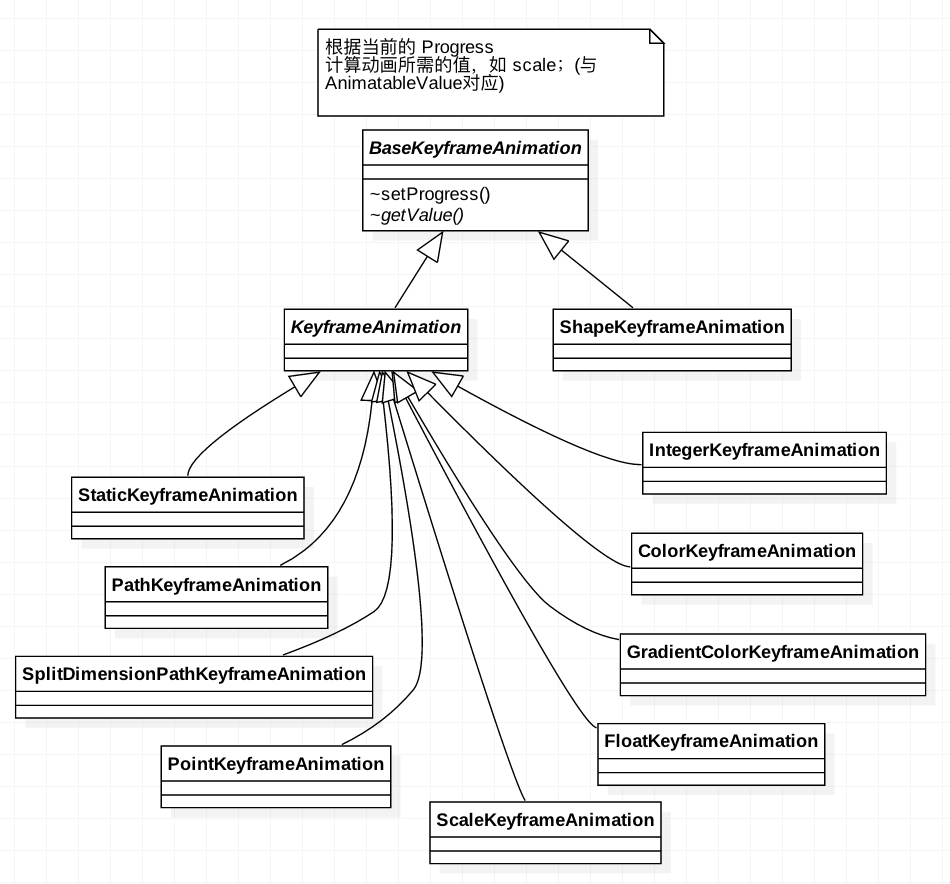 根据当前的 Progress
计算动画所需的值，如 scale；(与
AnimatableValue对应)
BaseKeyframeAnimation
~setProgress()
~getValue()
KeyframeAnimation
ShapeKeyframeAnimation
IntegerKeyframeAnimation
StaticKeyframeAnimation
ColorKeyframeAnimation
PathKeyframeAnimation
GradientColorKeyframeAnimation
SplitDimensionPathKeyframeAnimation
FloatKeyframeAnimation
PointKeyframeAnimation
ScaleKeyframeAnimation